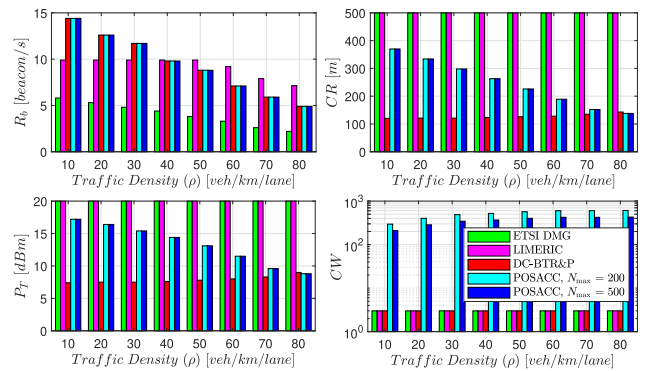 15
10
5
0
R_b [beacon/s]
10 20 30 40 50 60 70 80
Traffic Density (ρ) [veh/km/lane]
500
400
300
200
100
0
CR [m]
10 20 30 40 50 60 70 80
Traffic Density (ρ) [veh/km/lane]
20
15
10
5
0
P_T [dBm]
10 20 30 40 50 60 70 80
Traffic Density (ρ) [veh/km/lane]
10^3
10^2
10^0
CW
ETSI DMG
LIMERIC
DC-BTR&P
POSACC, N_max = 200
POSACC, N_max = 500
10 20 30 40 50 60 70 80
Traffic Density (ρ) [veh/km/lane]